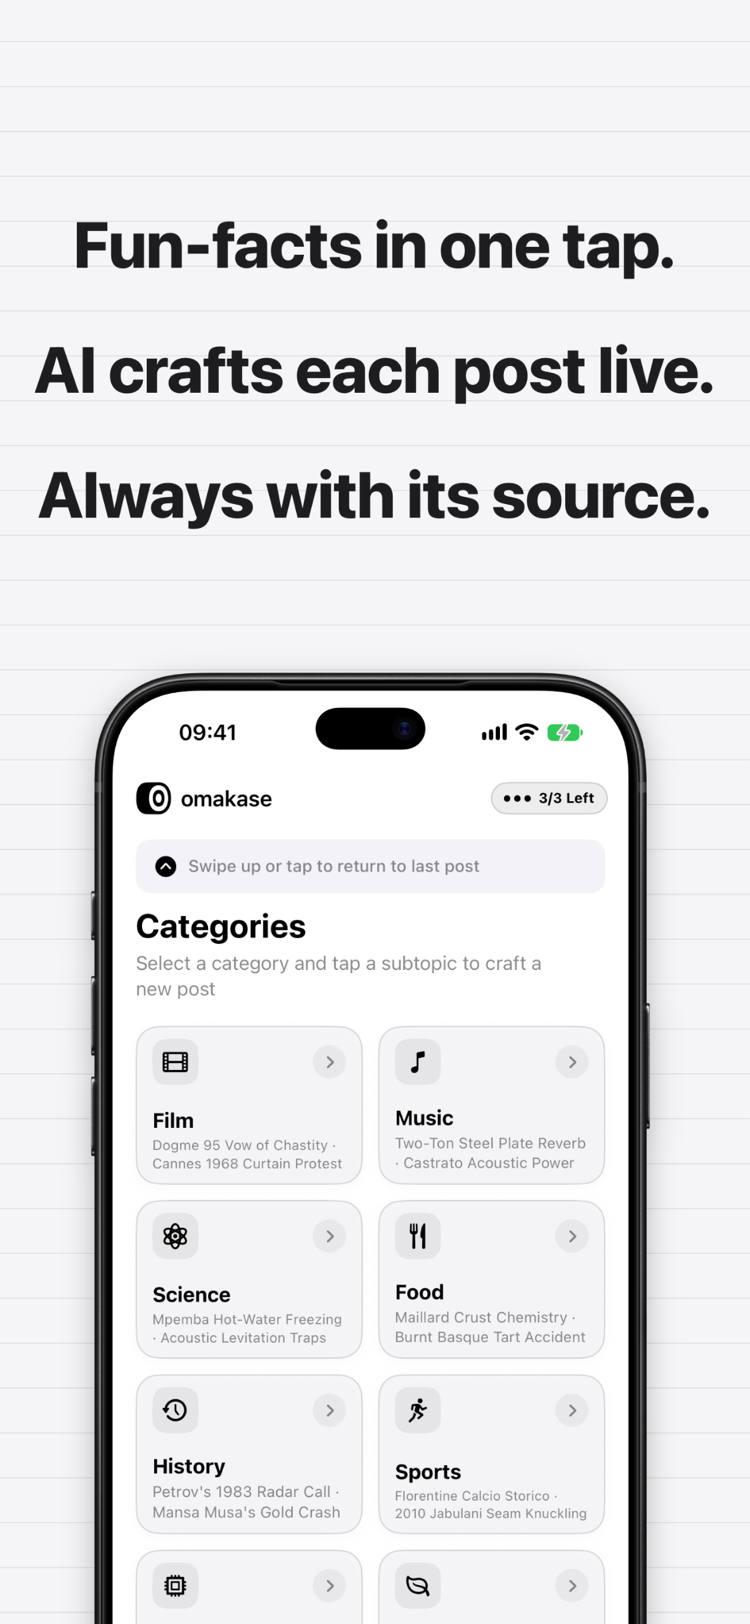 Fun-facts in one tap.
AI crafts each post live.
Always with its source.
09:41
omakase
3/3 Left
Swipe up or tap to return to last post
Categories
Select a category and tap a subtopic to craft a
new post
Film
Dogme 95 Vow of Chastity ·
Cannes 1968 Curtain Protest
Music
Two-Ton Steel Plate Reverb
· Castrato Acoustic Power
Science
Mpemba Hot-Water Freezing
· Acoustic Levitation Traps
Food
Maillard Crust Chemistry ·
Burnt Basque Tart Accident
History
Petrov's 1983 Radar Call ·
Mansa Musa's Gold Crash
Sports
Florentine Calcio Storico ·
2010 Jabulani Seam Knuckling